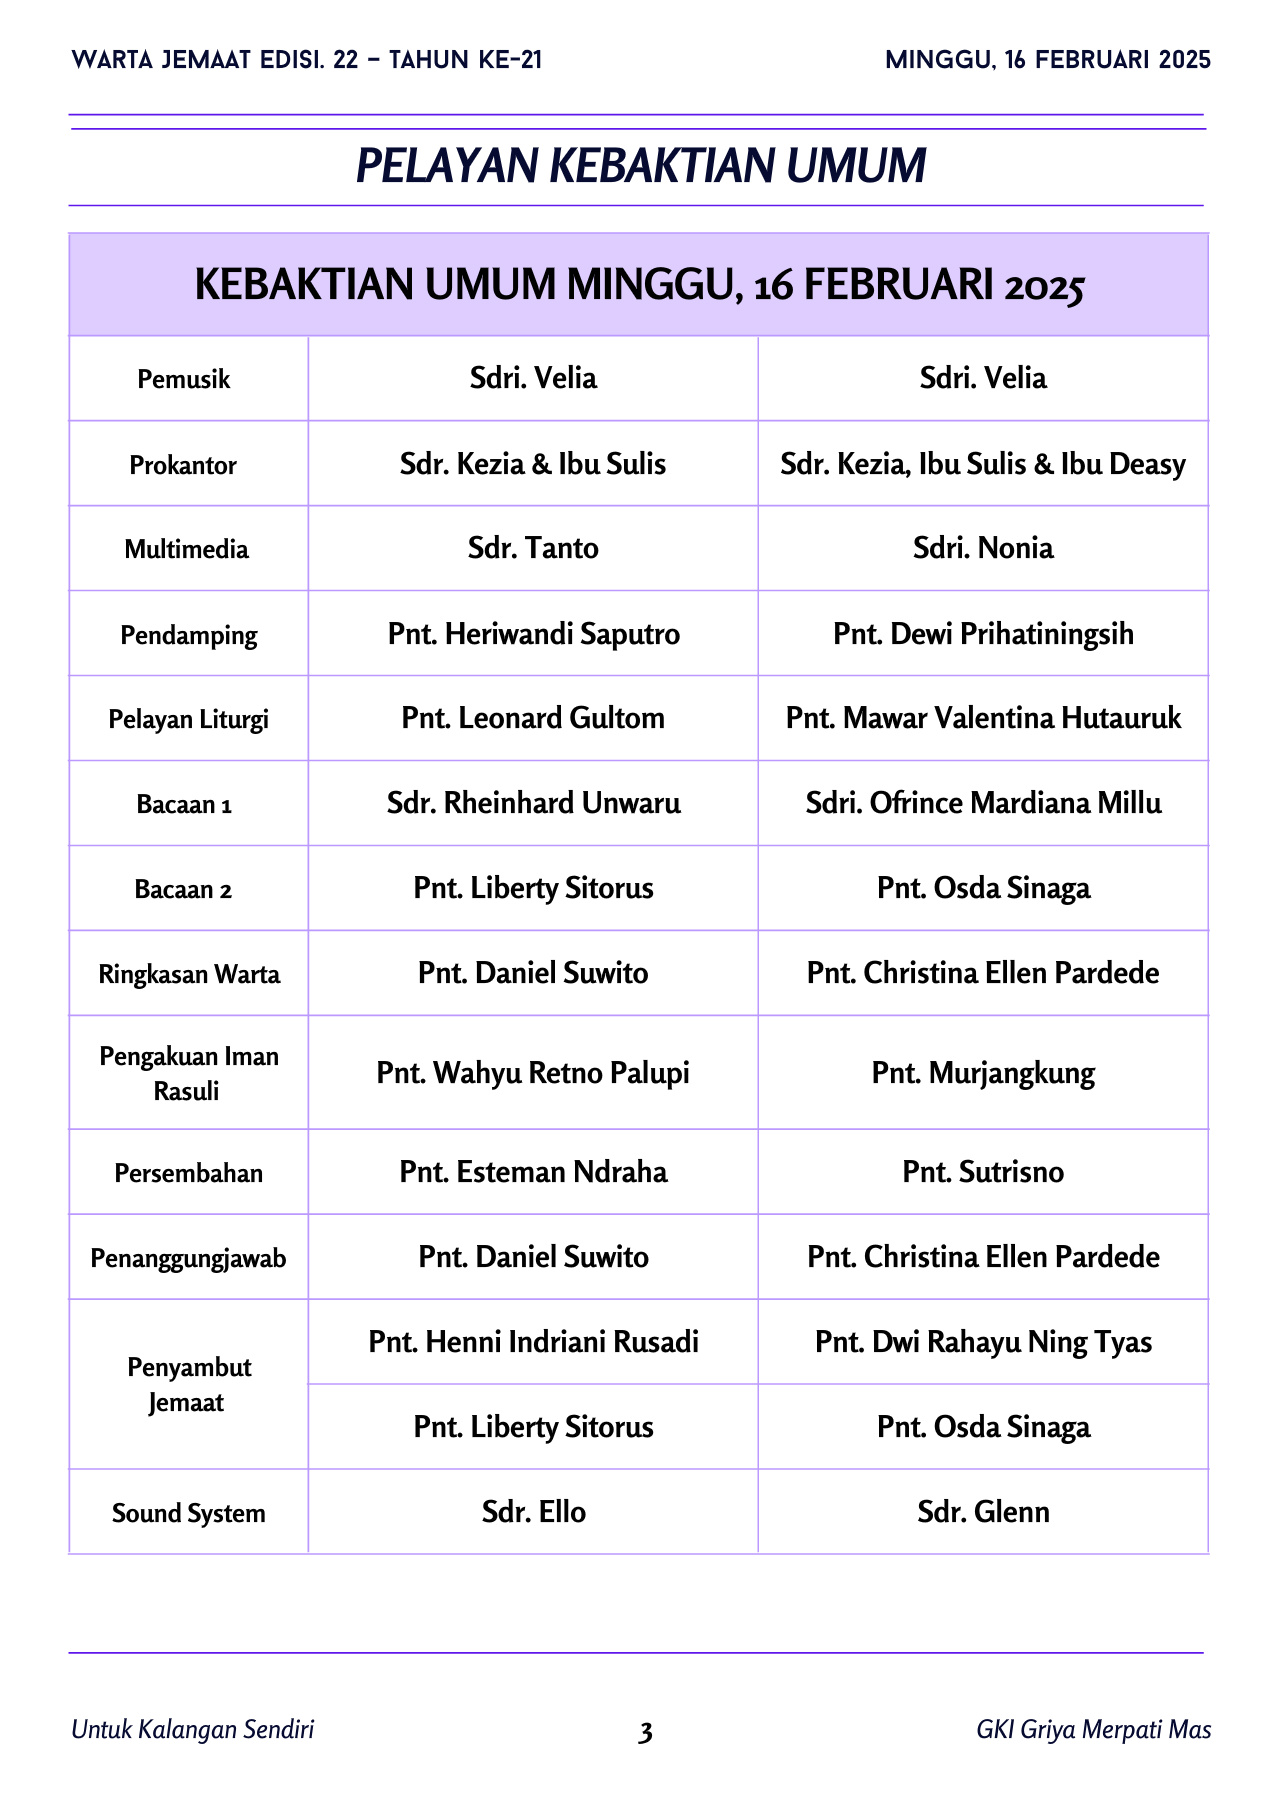 WARTA JEMAAT EDISI. 22 – TAHUN KE-21 MINGGU, 16 FEBRUARI 2025
PELAYAN KEBAKTIAN UMUM
KEBAKTIAN UMUM MINGGU, 16 FEBRUARI 2025
Pemusik Sdri. Velia Sdri. Velia
Prokantor Sdr. Kezia & Ibu Sulis Sdr. Kezia, Ibu Sulis & Ibu Deasy
Multimedia Sdr. Tanto Sdri. Nonia
Pendamping Pnt. Heriwandi Saputro Pnt. Dewi Prihatiningsih
Pelayan Liturgi Pnt. Leonard Gultom Pnt. Mawar Valentina Hutauruk
Bacaan 1 Sdr. Rheinhard Unwaru Sdri. Ofrince Mardiana Millu
Bacaan 2 Pnt. Liberty Sitorus Pnt. Osda Sinaga
Ringkasan Warta Pnt. Daniel Suwito Pnt. Christina Ellen Pardede
Pengakuan Iman
Rasuli Pnt. Wahyu Retno Palupi Pnt. Murjangkung
Persembahan Pnt. Esteman Ndraha Pnt. Sutrisno
Penanggungjawab Pnt. Daniel Suwito Pnt. Christina Ellen Pardede
Penyambut
Jemaat
Pnt. Henni Indriani Rusadi Pnt. Dwi Rahayu Ning Tyas
Pnt. Liberty Sitorus Pnt. Osda Sinaga
Sound System Sdr. Ello Sdr. Glenn
Untuk Kalangan Sendiri 3 GKI Griya Merpati Mas